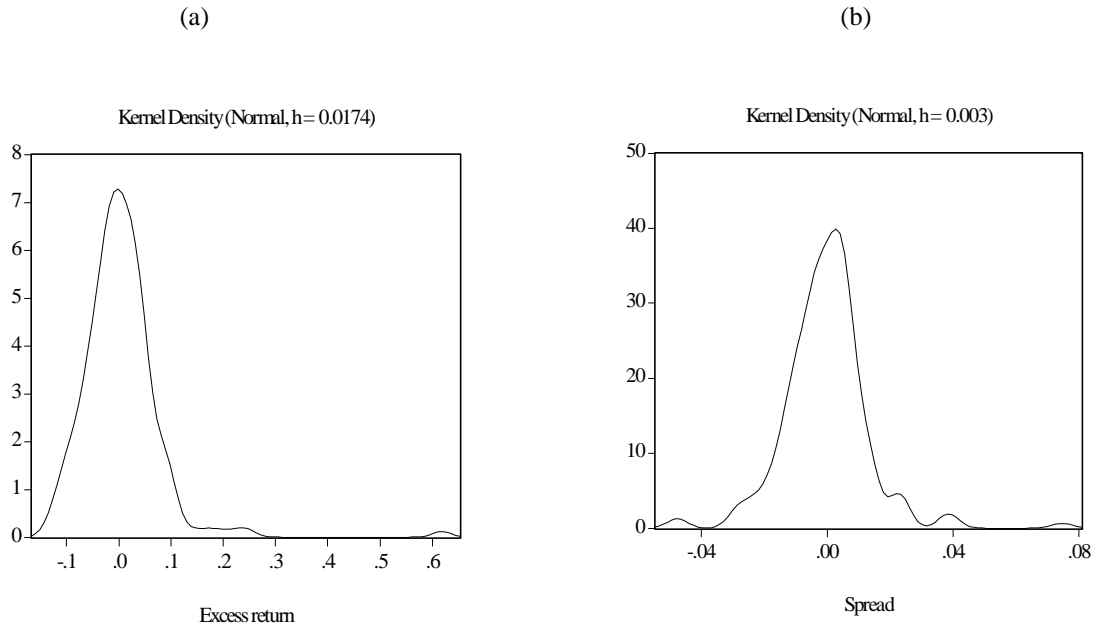 (a)
Kernel Density (Normal, h = 0.0174)
8
7
6
5
4
3
2
1
0
-.1 .0 .1 .2 .3 .4 .5 .6
Excess return
(b)
Kernel Density (Normal, h = 0.003)
50
40
30
20
10
0
-.04 .00 .04 .08
Spread